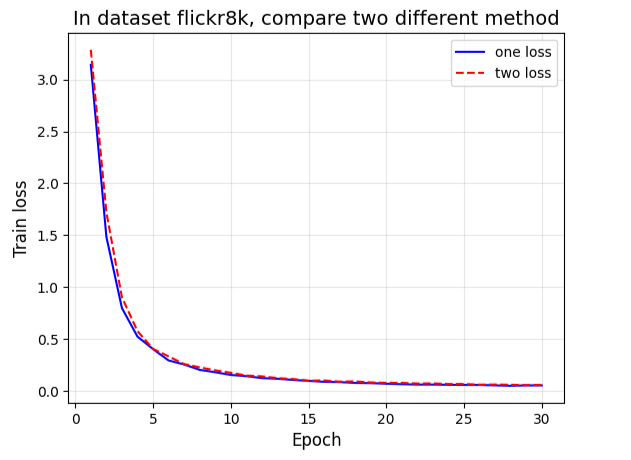 In dataset flickr8k, compare two different method
one loss
two loss
3.0
2.5
2.0
1.5
1.0
0.5
0.0
Train loss
0
5
10
15
20
25
30
Epoch